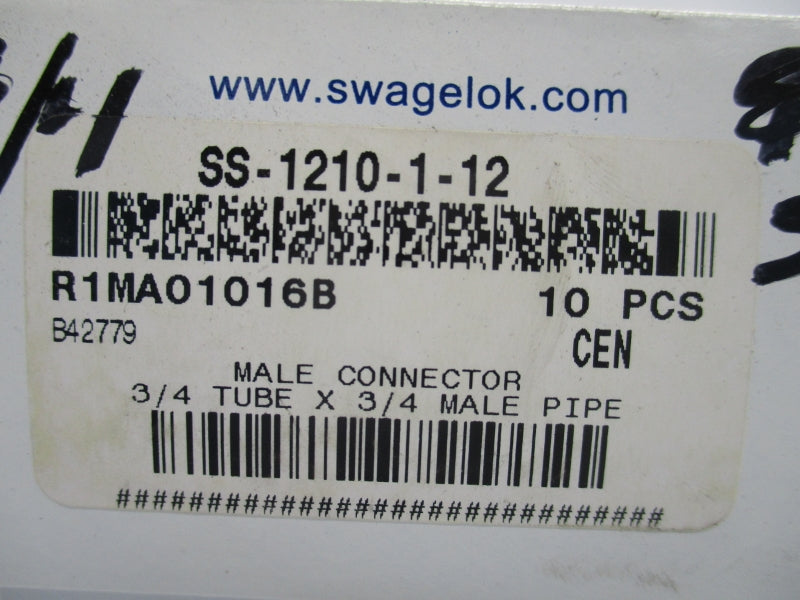 www.swagelok.com
SS-1210-1-12
R1MA01016B 10 PCS
B42779 CEN
MALE CONNECTOR
3/4 TUBE X 3/4 MALE PIPE
##############################